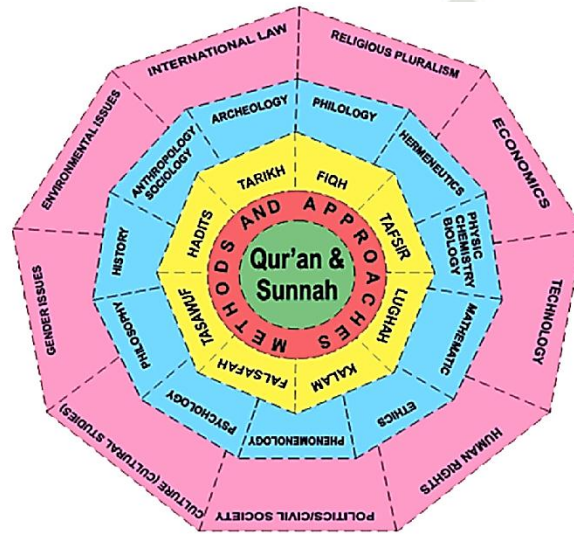 Qur'an &
Sunnah
METHODS AND APPROACHES
TARIKH
FIQH
TAFSIR
LUGHAH
KALAM
FALSAFAH
TASAWUF
HADITS
ARCHEOLOGY
PHILOLOGY
HERMENEUTICS
PHYSIC
CHEMISTRY
BIOLOGY
MATHEMATIC
ETHICS
PHENOMENOLOGY
PSYCHOLOGY
PHILOSOPHY
HISTORY
ANTHROPOLOGY
SOCIOLOGY
INTERNATIONAL LAW
RELIGIOUS PLURALISM
ECONOMICS
TECHNOLOGY
HUMAN RIGHTS
POLITICS/CIVIL SOCIETY
CULTURE (CULTURAL STUDIES)
GENDER ISSUES
ENVIRONMENTAL ISSUES